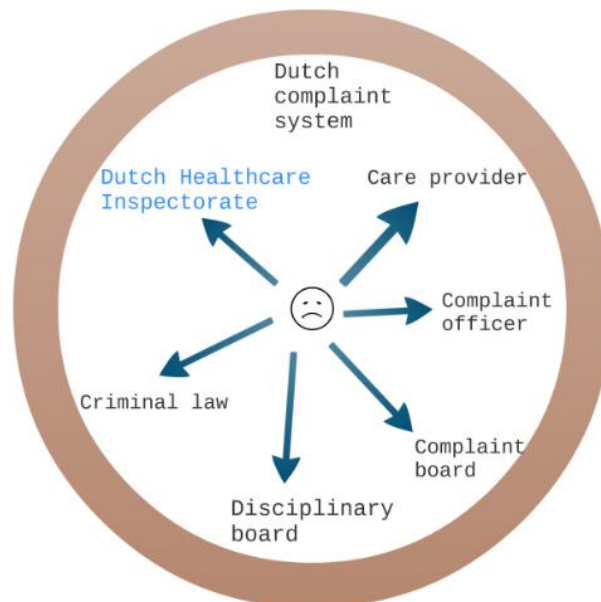 Dutch
complaint
system
Dutch Healthcare
Inspectorate
Care provider
Complaint
officer
Criminal law
Complaint
board
Disciplinary
board